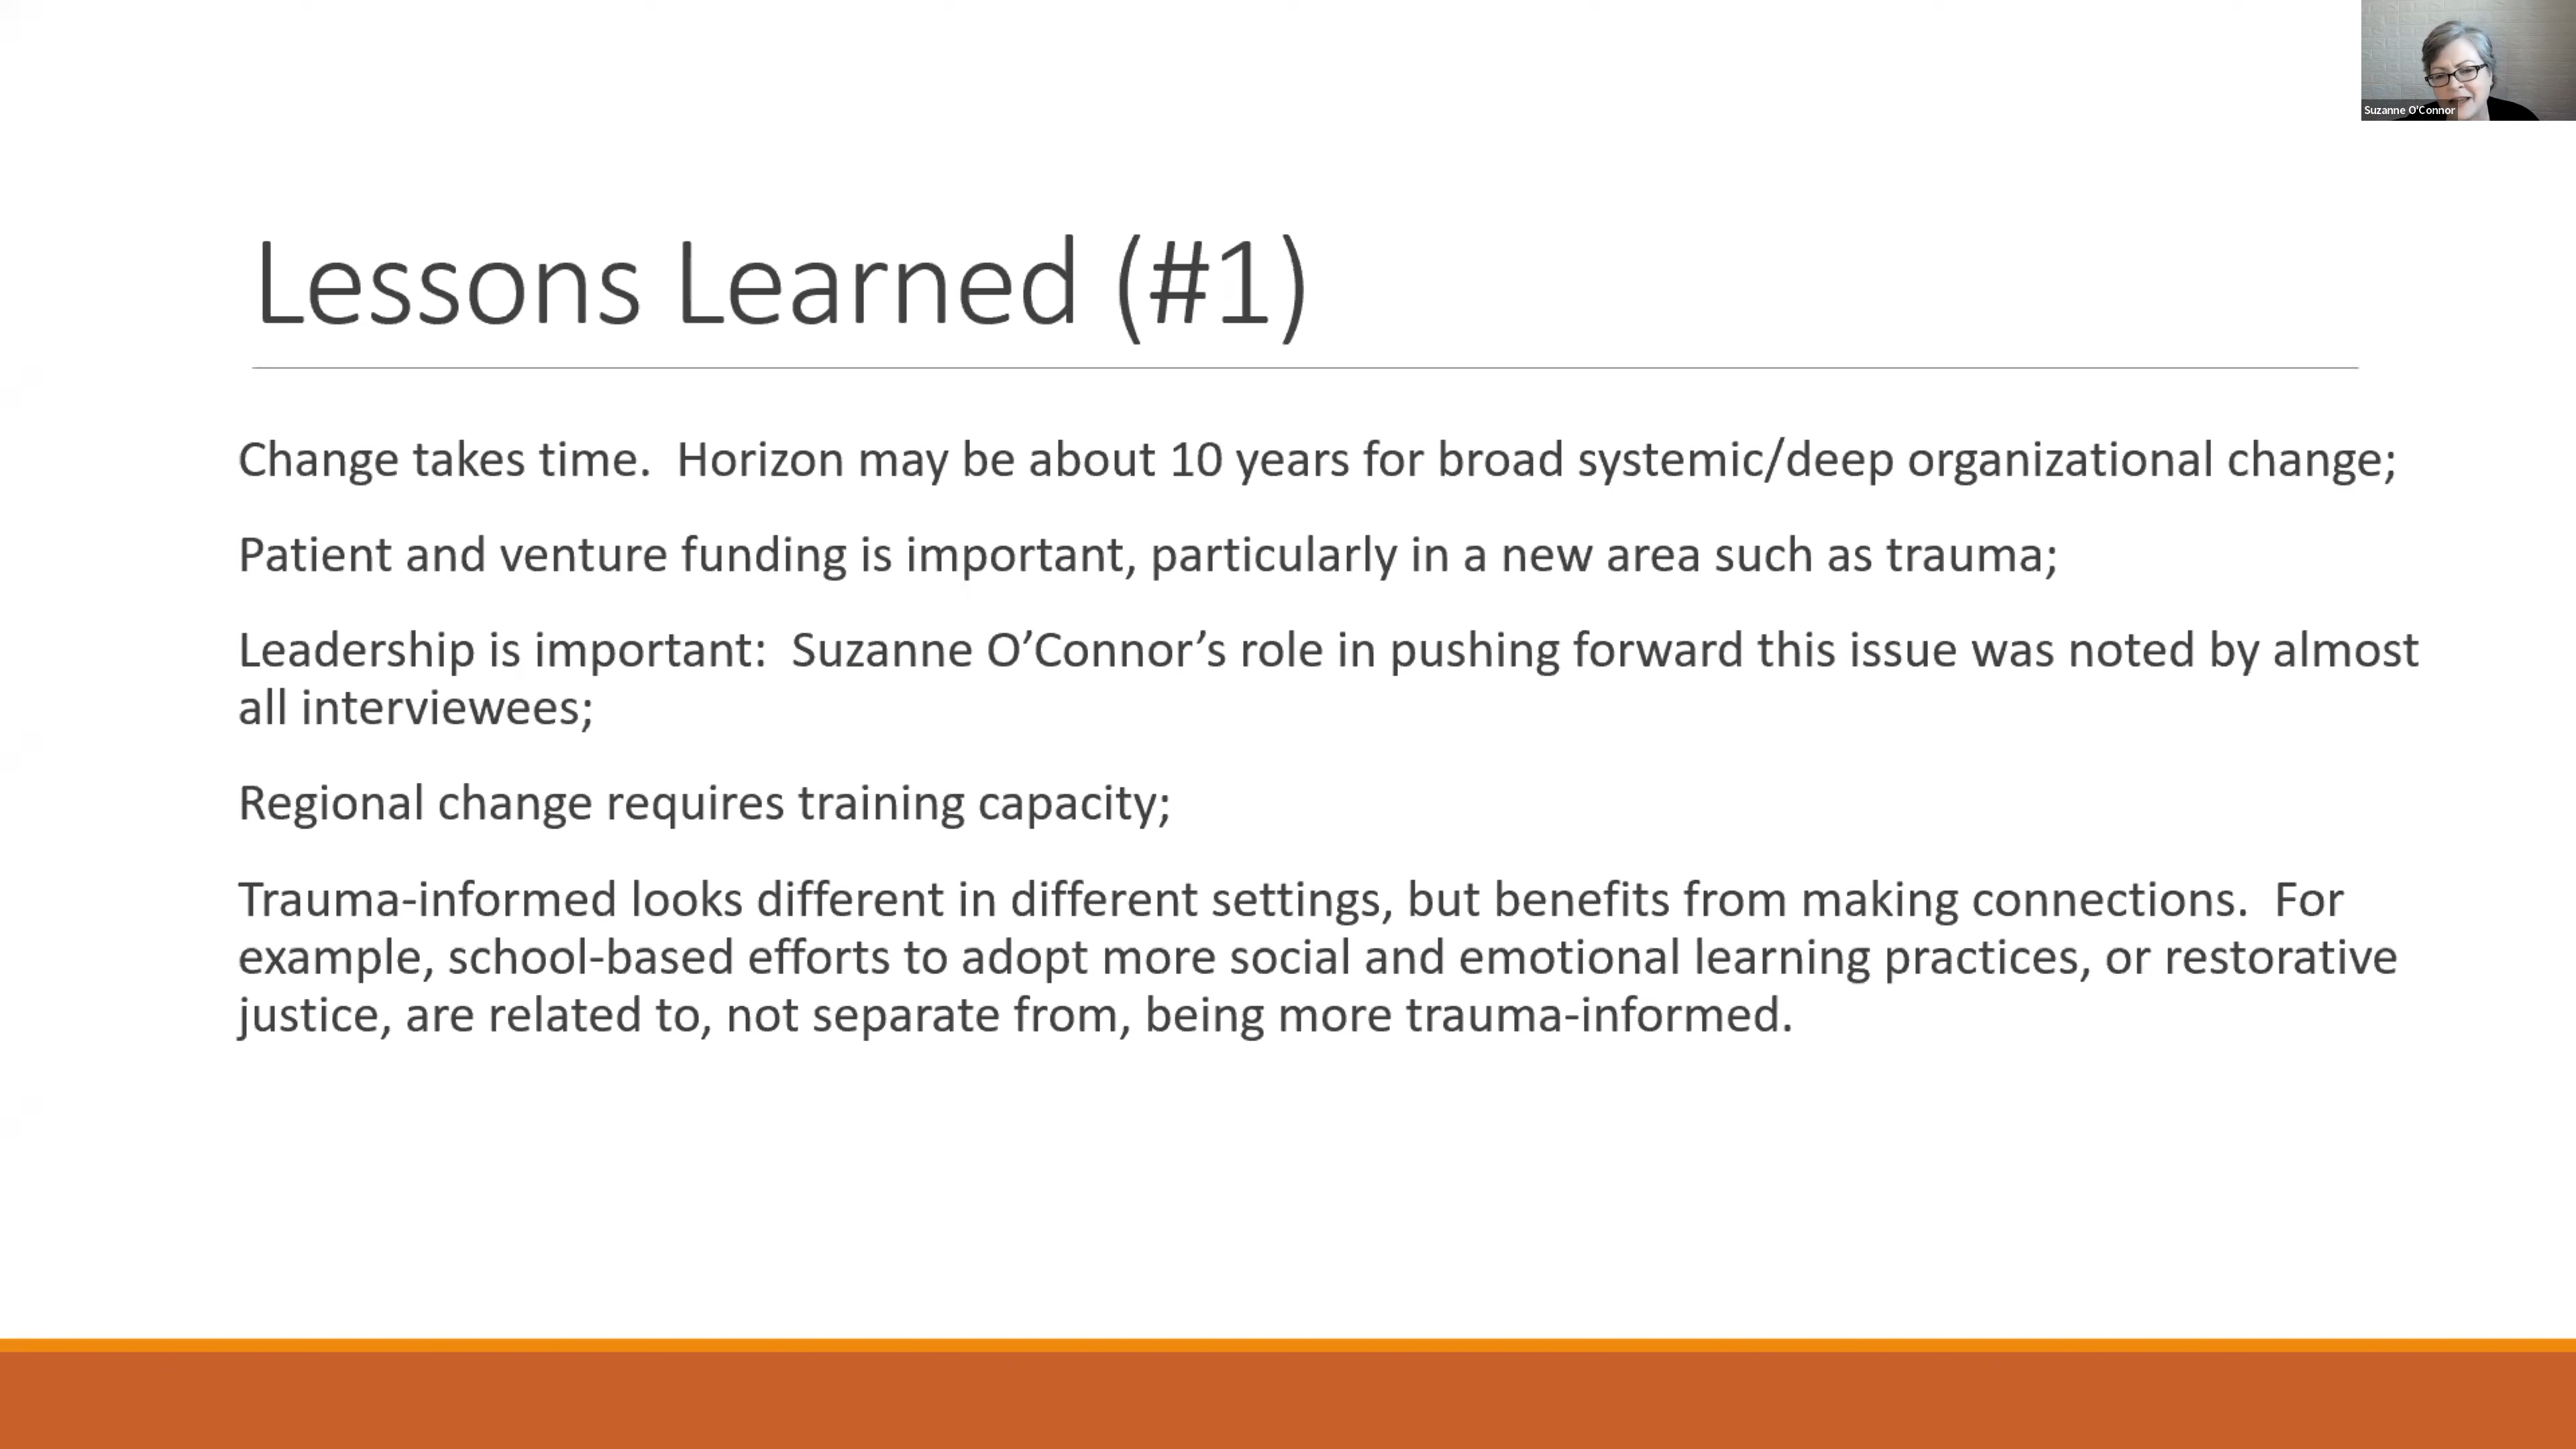 Suzanne O'Connor
Lessons Learned (#1)
Change takes time.  Horizon may be about 10 years for broad systemic/deep organizational change;
Patient and venture funding is important, particularly in a new area such as trauma;
Leadership is important:  Suzanne O’Connor’s role in pushing forward this issue was noted by almost
all interviewees;
Regional change requires training capacity;
Trauma-informed looks different in different settings, but benefits from making connections.  For
example, school-based efforts to adopt more social and emotional learning practices, or restorative
justice, are related to, not separate from, being more trauma-informed.